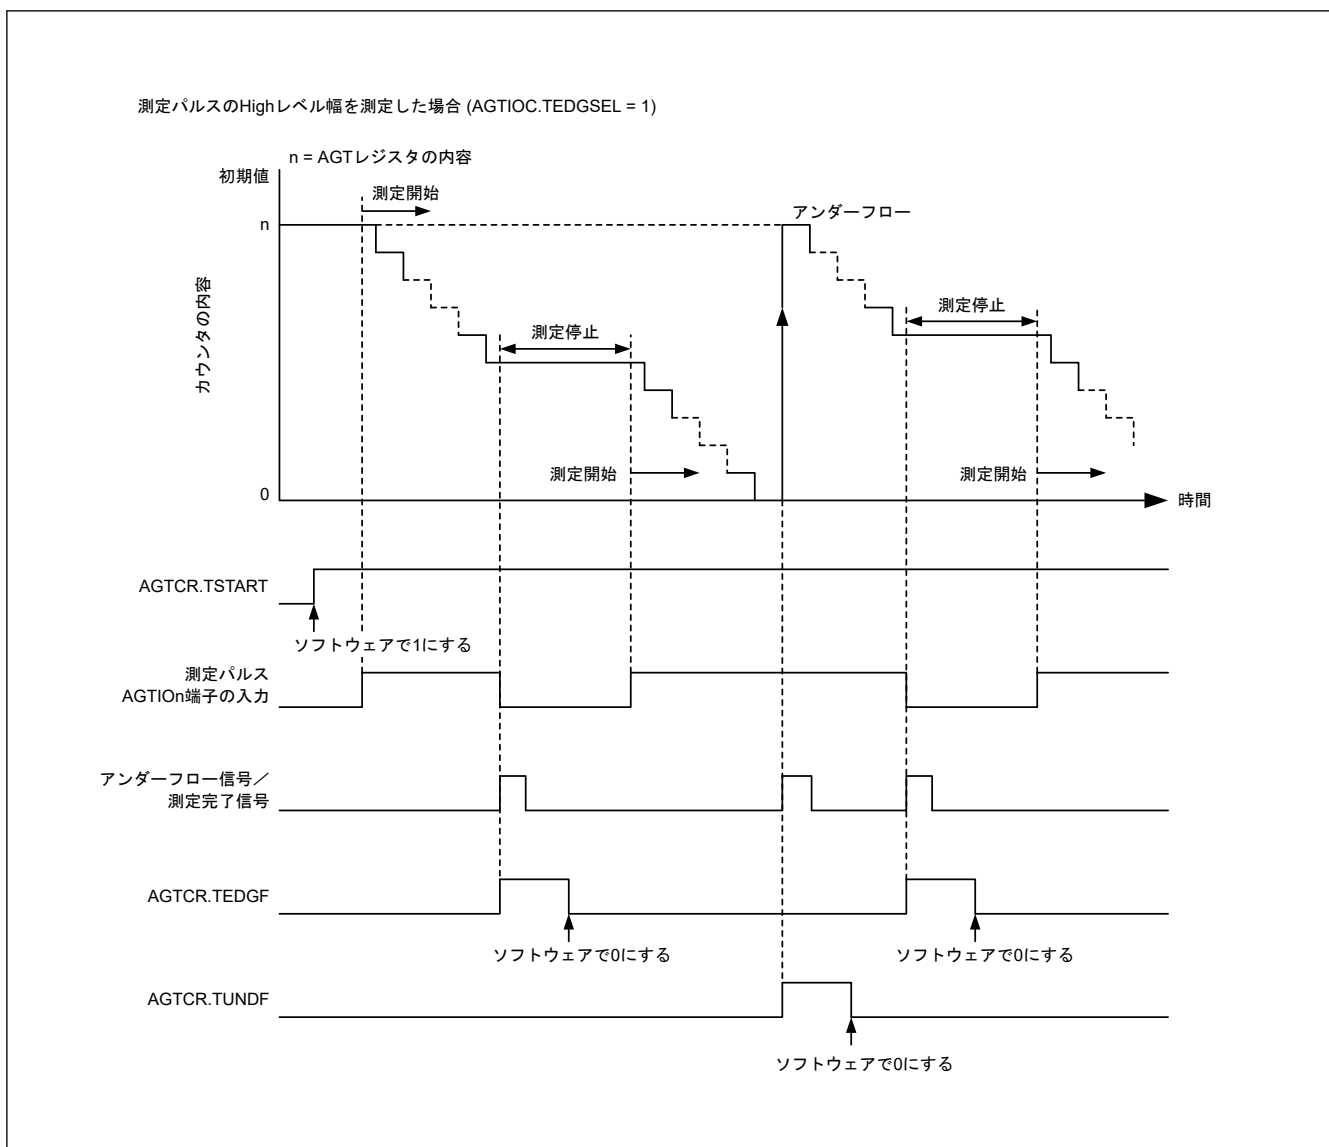 測定パルスのHighレベル幅を測定した場合 (AGTIOC.TEDGSEL = 1)
n = AGTレジスタの内容
初期値
測定開始
n
アンダーフロー
カウンタの内容
測定停止
測定停止
測定開始
測定開始
0
時間
AGTCR.TSTART
ソフトウェアで1にする
測定パルス
AGTIOn端子の入力
アンダーフロー信号／
測定完了信号
AGTCR.TEDGF
ソフトウェアで0にする
ソフトウェアで0にする
AGTCR.TUNDF
ソフトウェアで0にする